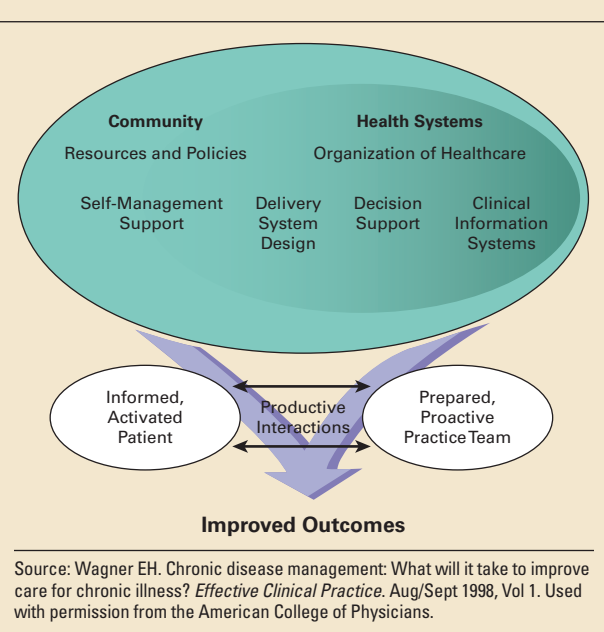 Community
Resources and Policies
Health Systems
Organization of Healthcare
Self-Management
Support
Delivery
System
Design
Decision
Support
Clinical
Information
Systems
Informed,
Activated
Patient
Productive
Interactions
Prepared,
Proactive
Practice Team
Improved Outcomes
Source: Wagner EH. Chronic disease management: What will it take to improve
care for chronic illness? Effective Clinical Practice. Aug/Sept 1998, Vol 1. Used
with permission from the American College of Physicians.